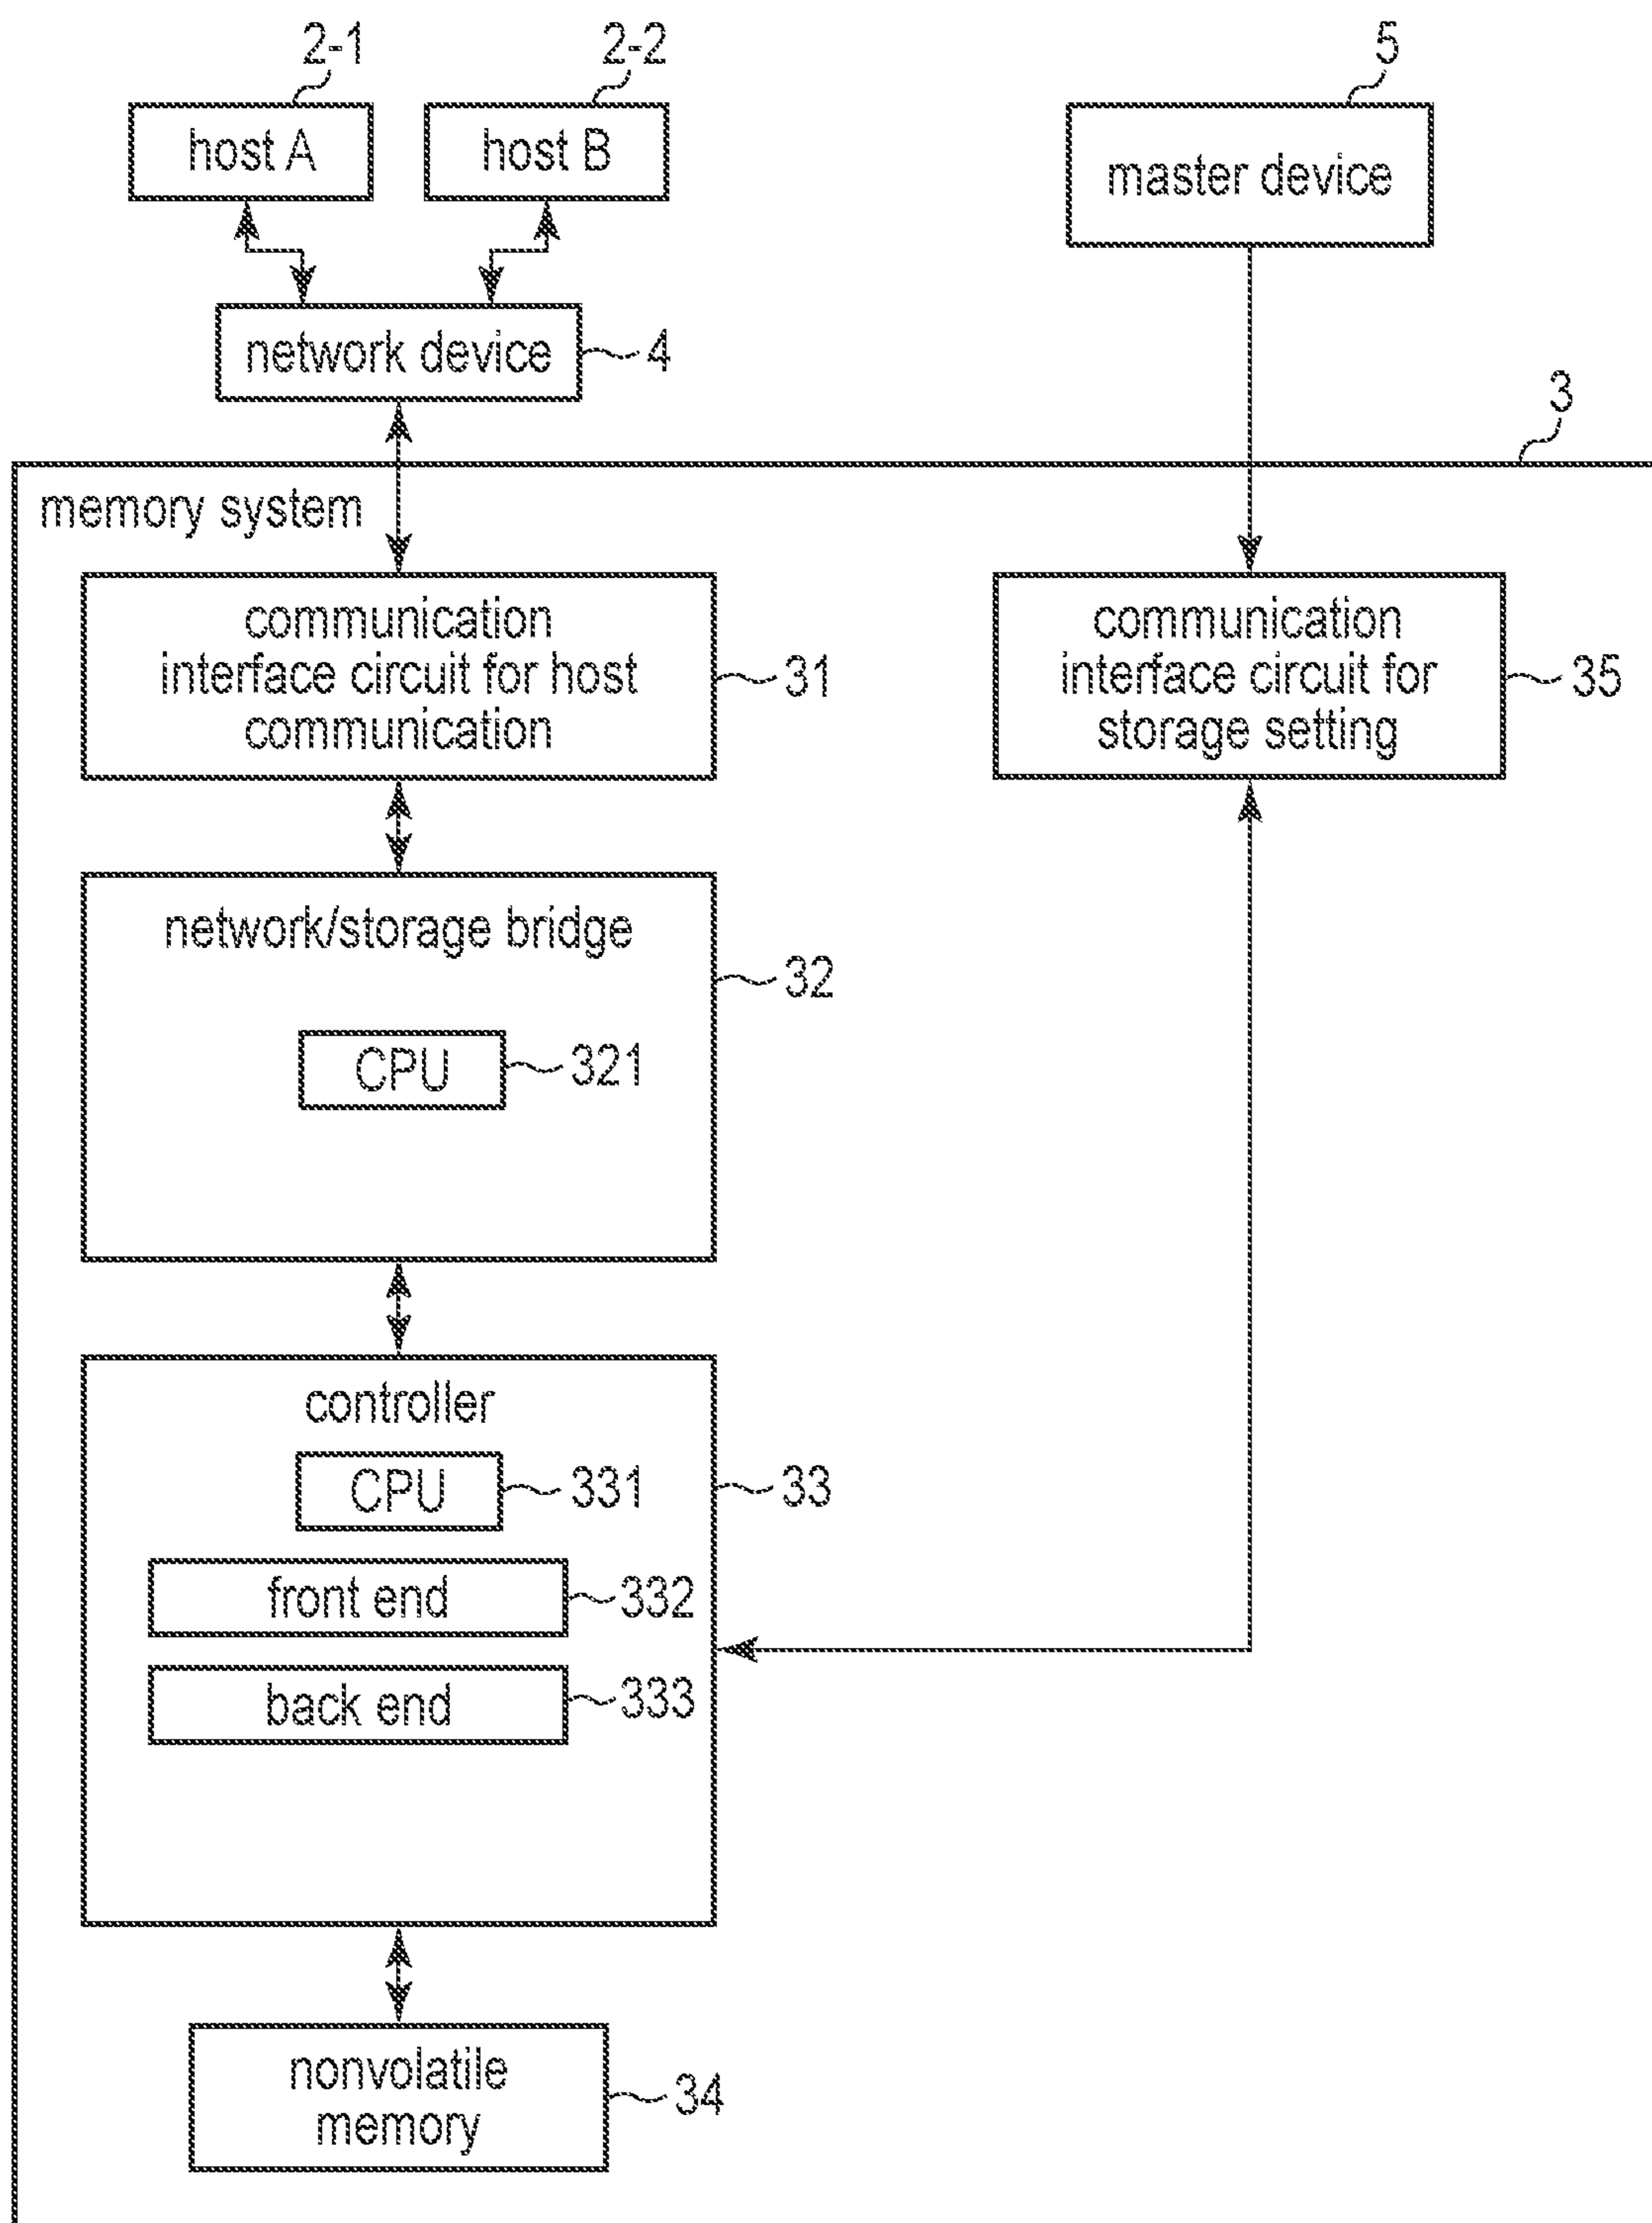 2-1
2-2
5
host A
host B
master device
network device
4
3
memory system
communication
interface circuit for host
communication
31
communication
interface circuit for
storage setting
35
network/storage bridge
32
CPU
321
controller
CPU
331
33
front end
332
back end
333
nonvolatile
memory
34